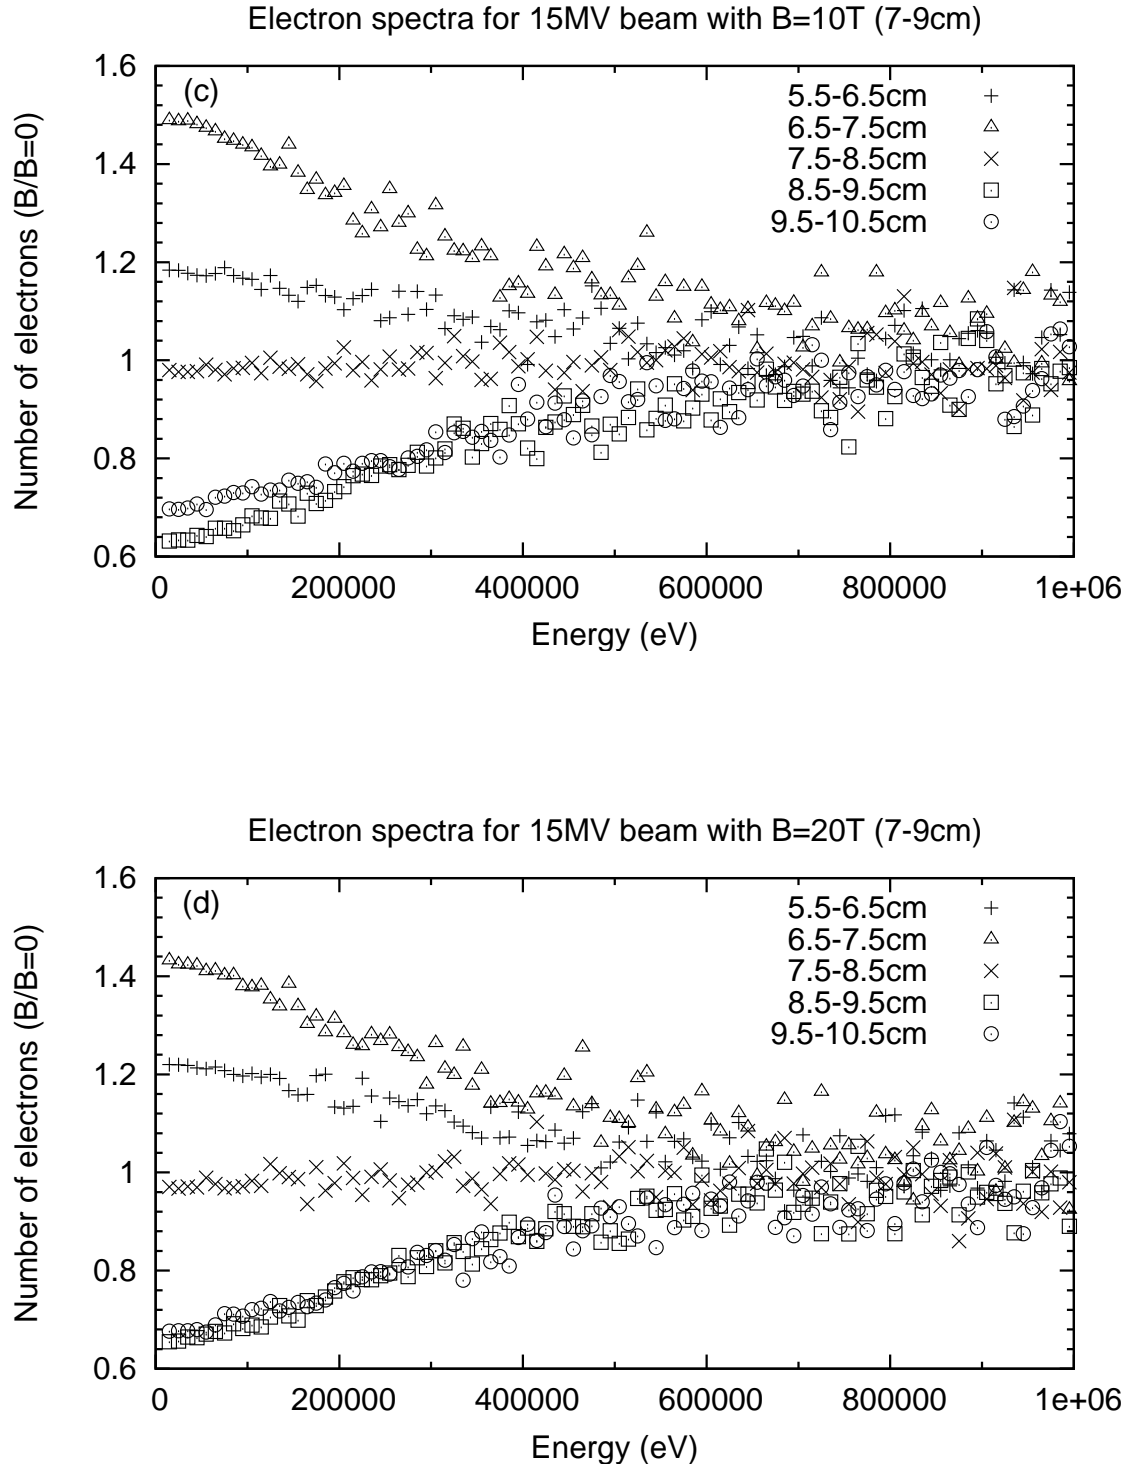 Electron spectra for 15MV beam with B=10T (7-9cm)
1.6
(c)
5.5-6.5cm
6.5-7.5cm
7.5-8.5cm
8.5-9.5cm
9.5-10.5cm
1.4
1.2
1
0.8
0.6
Number of electrons (B/B=0)
0 200000 400000 600000 800000 1e+06
Energy (eV)
Electron spectra for 15MV beam with B=20T (7-9cm)
1.6
(d)
5.5-6.5cm
6.5-7.5cm
7.5-8.5cm
8.5-9.5cm
9.5-10.5cm
1.4
1.2
1
0.8
0.6
Number of electrons (B/B=0)
0 200000 400000 600000 800000 1e+06
Energy (eV)